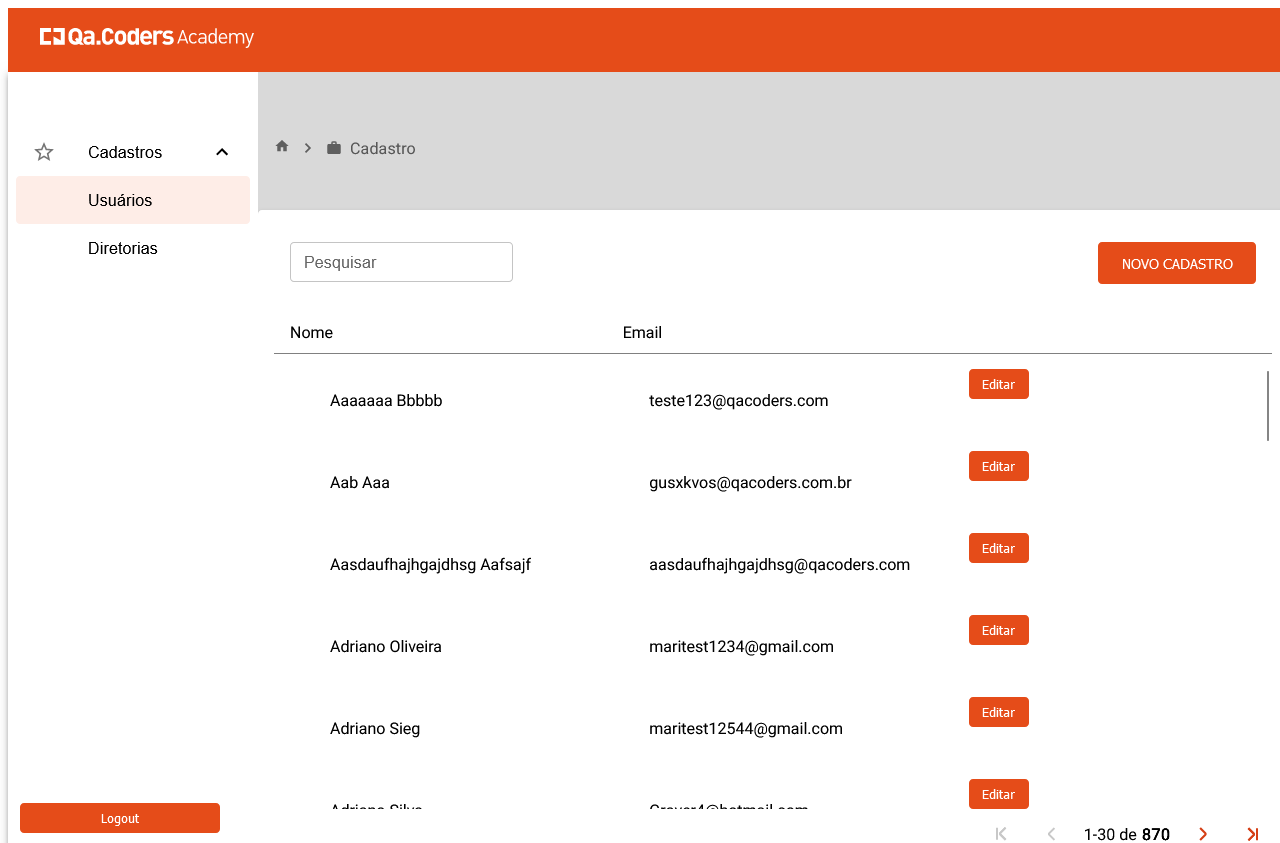 Qa.Coders Academy
Cadastros
Cadastro
Usuários
Diretorias
Pesquisar
NOVO CADASTRO
Nome Email
Aaaaaaa Bbbbb teste123@qacoders.com Editar
Aab Aaa gusxkvos@qacoders.com.br Editar
Aasdaufhajhgajdhsg Aafsajf aasdaufhajhgajdhsg@qacoders.com Editar
Adriano Oliveira maritest1234@gmail.com Editar
Adriano Sieg maritest12544@gmail.com Editar
Editar
Logout
1-30 de 870